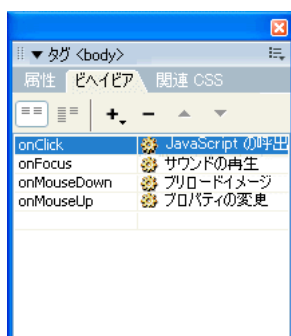 タグ <body>
属性 ビヘイビア 関連 CSS
onClick JavaScript の呼出
onFocus サウンドの再生
onMouseDown プリロードイメージ
onMouseUp プロパティの変更